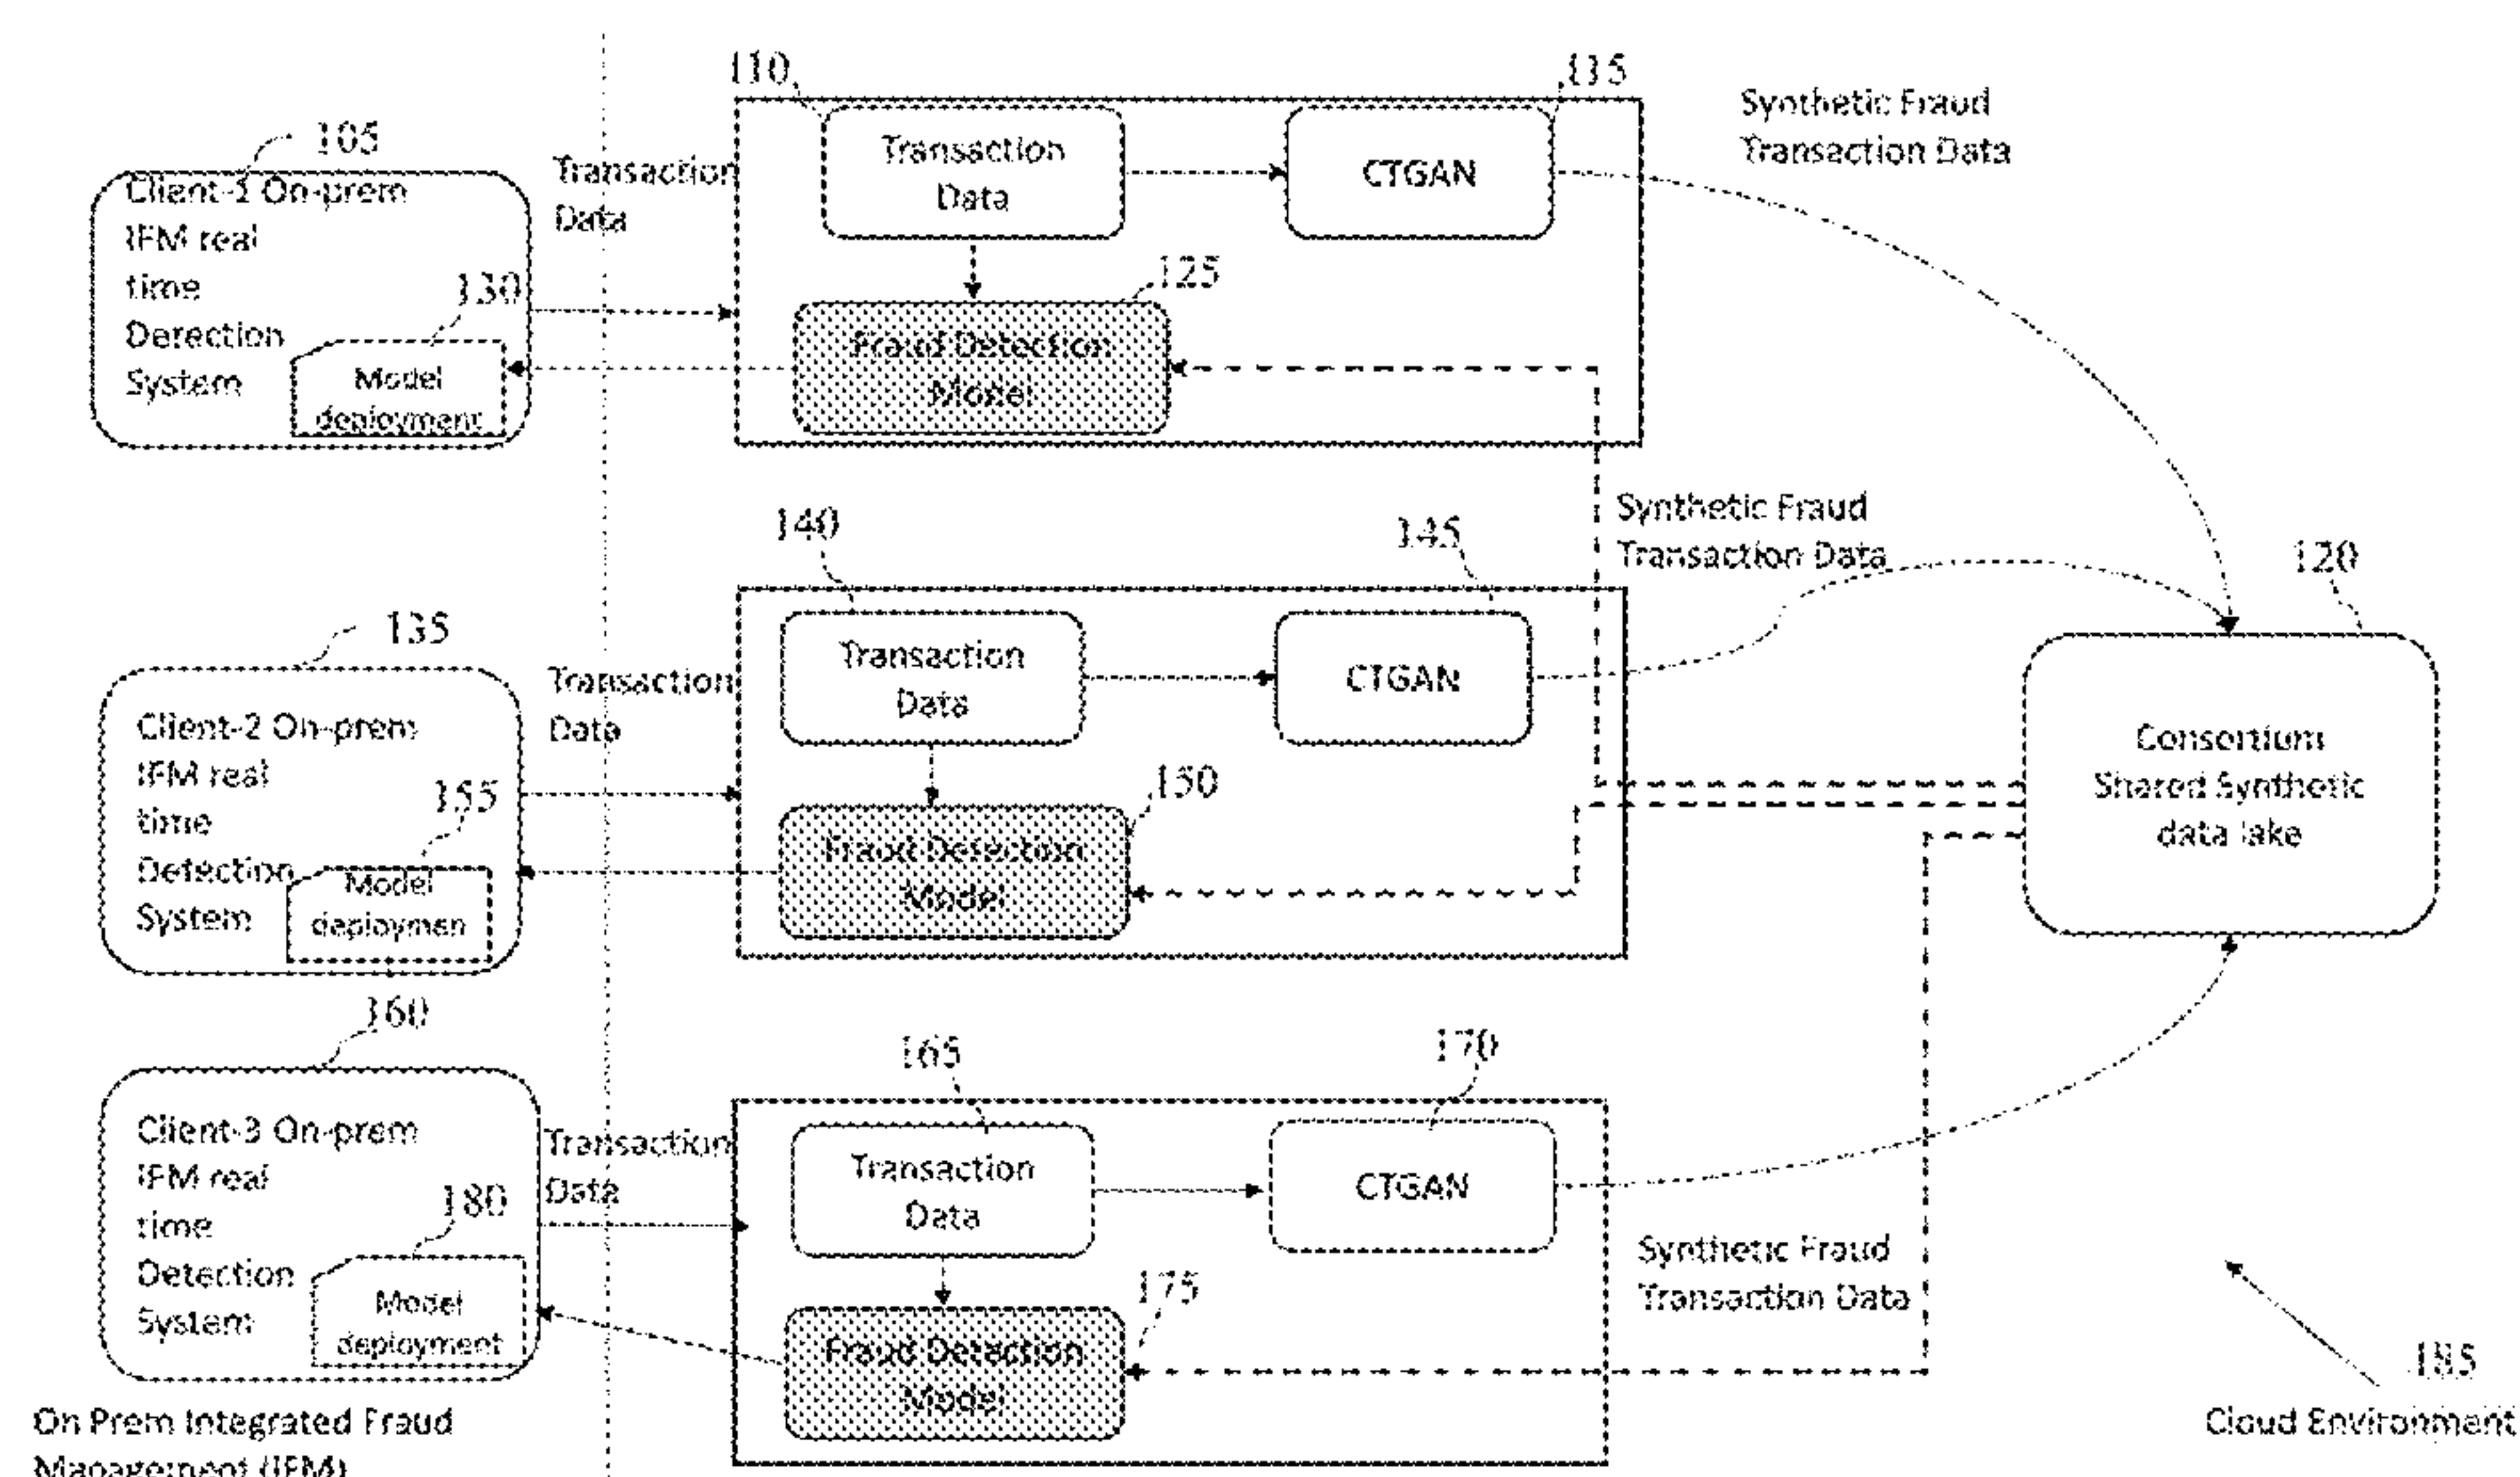 110
115
Synthetic Fraud
Transaction Data
105
Client-1 On-prem
IFM real
time
Derection
System
130
Model
deployment
Transaction
Data
Transaction
Data
CTGAN
125
Fraud Detection
Model
140
145
Synthetic Fraud
Transaction Data
120
135
Client-2 On-prem
IFM real
time
Detection
System
155
Model
deploymen
Transaction
Data
Transaction
Data
CTGAN
150
Fraud Detection
Model
Consortium
Shared Synthetic
data lake
160
Client-3 On-prem
IFM real
time
Detection
System
180
Model
deployment
Transaction
Data
165
170
Transaction
Data
CTGAN
175
Fraud Detection
Model
Synthetic Fraud
Transaction Data
185
Cloud Environment
On Prem Integrated Fraud
Management (IFM)